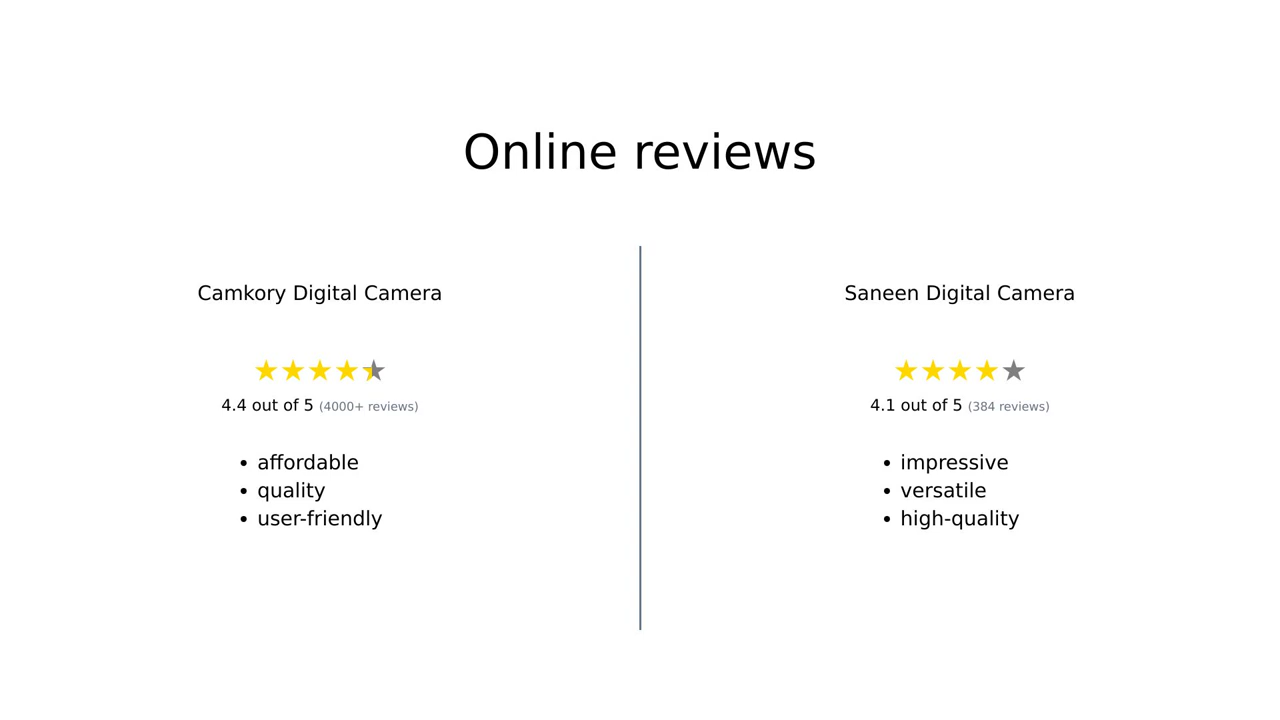 Online reviews
Camkory Digital Camera
4.4 out of 5 (4000+ reviews)
• affordable
• quality
• user-friendly
Saneen Digital Camera
4.1 out of 5 (384 reviews)
• impressive
• versatile
• high-quality